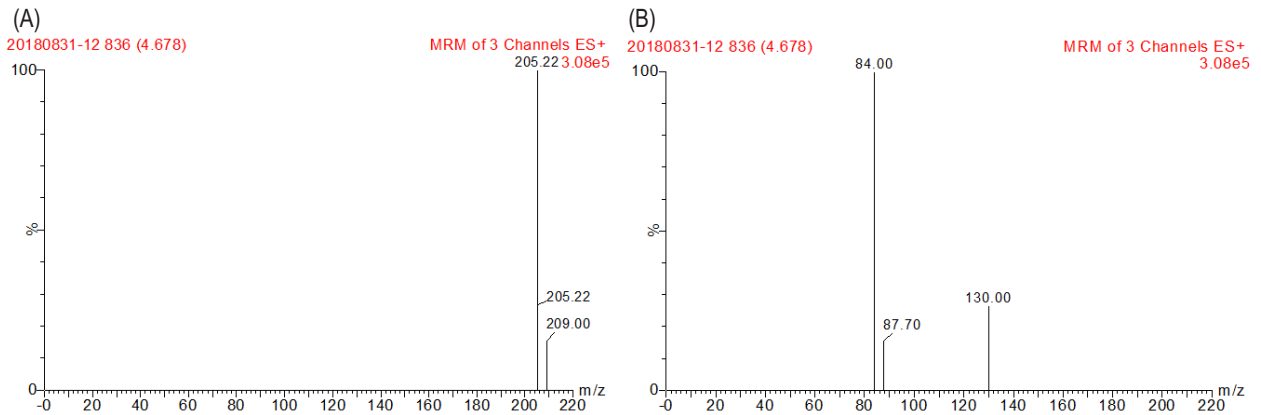 (A)
20180831-12 836 (4.678)
MRM of 3 Channels ES+
205.22
3.08e5
100
%
205.22
209.00
0
m/z
-0 20 40 60 80 100 120 140 160 180 200 220
(B)
20180831-12 836 (4.678)
MRM of 3 Channels ES+
3.08e5
84.00
100
%
130.00
87.70
0
m/z
-0 20 40 60 80 100 120 140 160 180 200 220